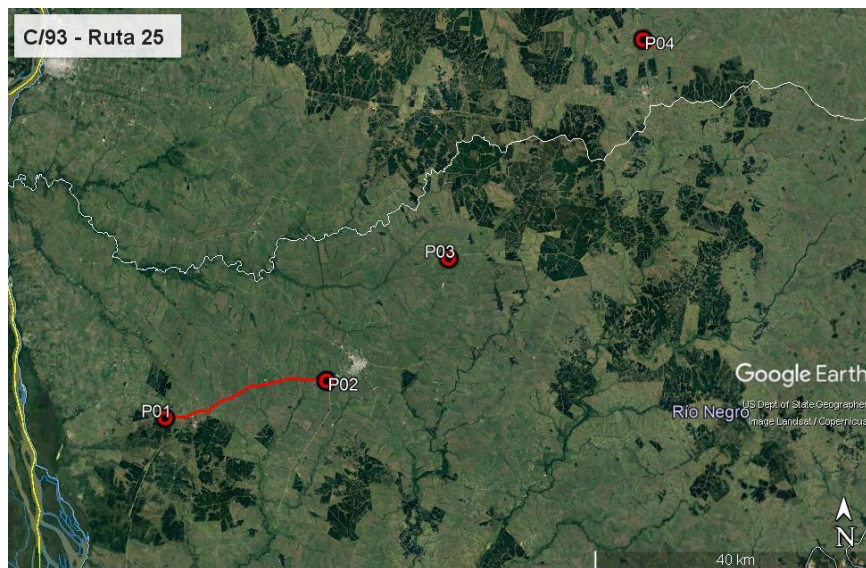 C/93 - Ruta 25
P04
P03
P02
P01
Google Earth
US Dept of State Geographer
Río Negro
Image Landsat / Copernicus
N
40 km